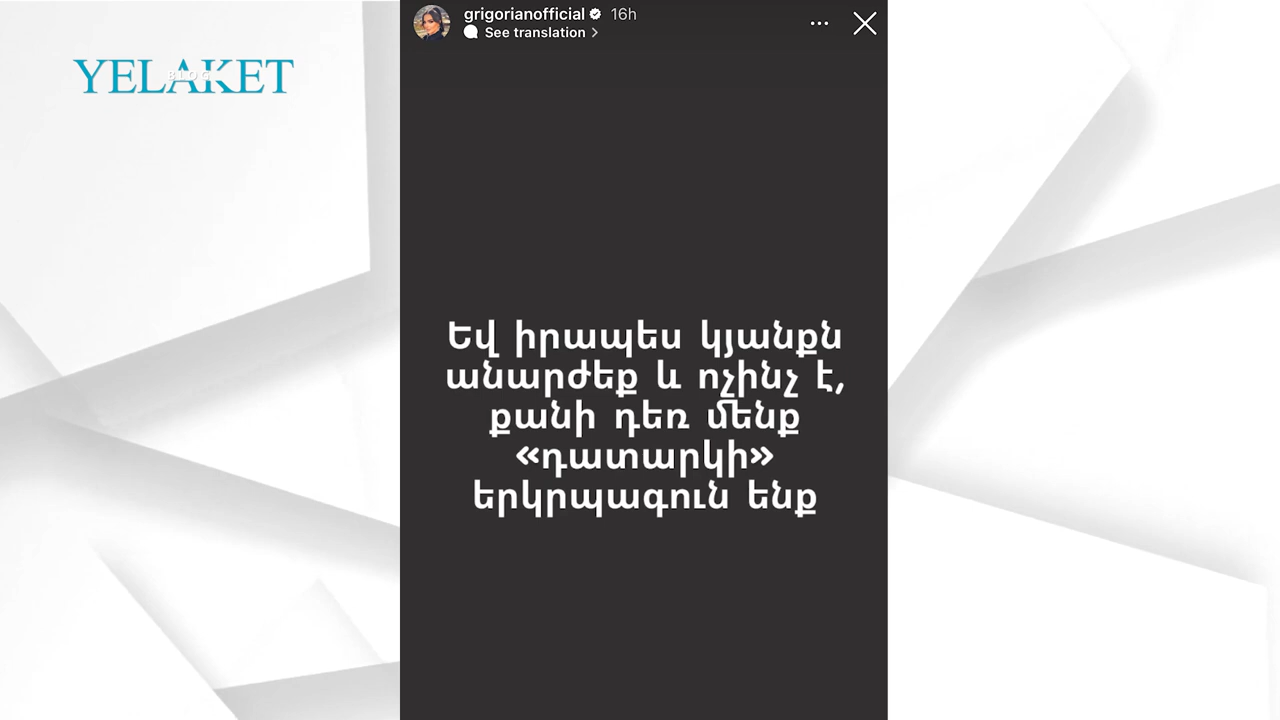 YELAKET
BLOG
grigorianofficial 16h
See translation
Եվ իրապես կյանքն
անարժեք և ոչինչ է,
քանի դեռ մենք
«դատարկի»
երկրպագուն ենք